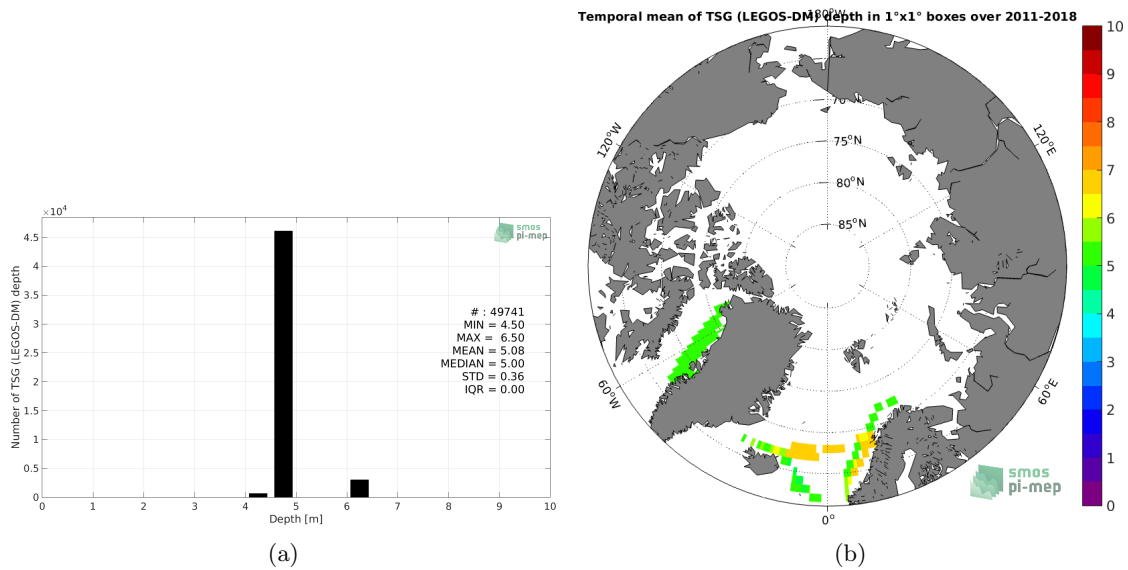 ×10⁴
4.5
4
3.5
3
2.5
2
1.5
1
0.5
0
Number of TSG (LEGOS-DM) depth
0 1 2 3 4 5 6 7 8 9 10
Depth [m]
smos
pi-mep
# : 49741
MIN = 4.50
MAX = 6.50
MEAN = 5.08
MEDIAN = 5.00
STD = 0.36
IQR = 0.00
(a)
Temporal mean of TSG (LEGOS-DM) depth in 1°x1° boxes over 2011-2018
180°W
120°W
120°E
70°N
75°N
80°N
85°N
60°W
60°E
0°
smos
pi-mep
10
9
8
7
6
5
4
3
2
1
0
(b)